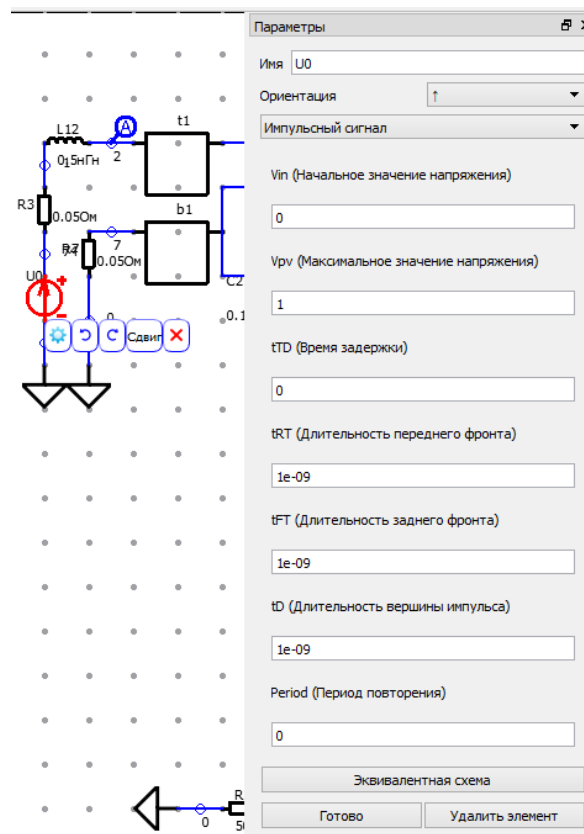 Параметры
Имя U0
Ориентация ↑
Импульсный сигнал
Vin (Начальное значение напряжения)
0
Vpv (Максимальное значение напряжения)
1
tTD (Время задержки)
0
tRT (Длительность переднего фронта)
1e-09
tFT (Длительность заднего фронта)
1e-09
tD (Длительность вершины импульса)
1e-09
Period (Период повторения)
0
Эквивалентная схема
Готово Удалить элемент
L12
A
t1
2
R3
0.05Ом
b1
7
0.05Ом
U0
+
−
C2
0.1
Сдвиг
R
0